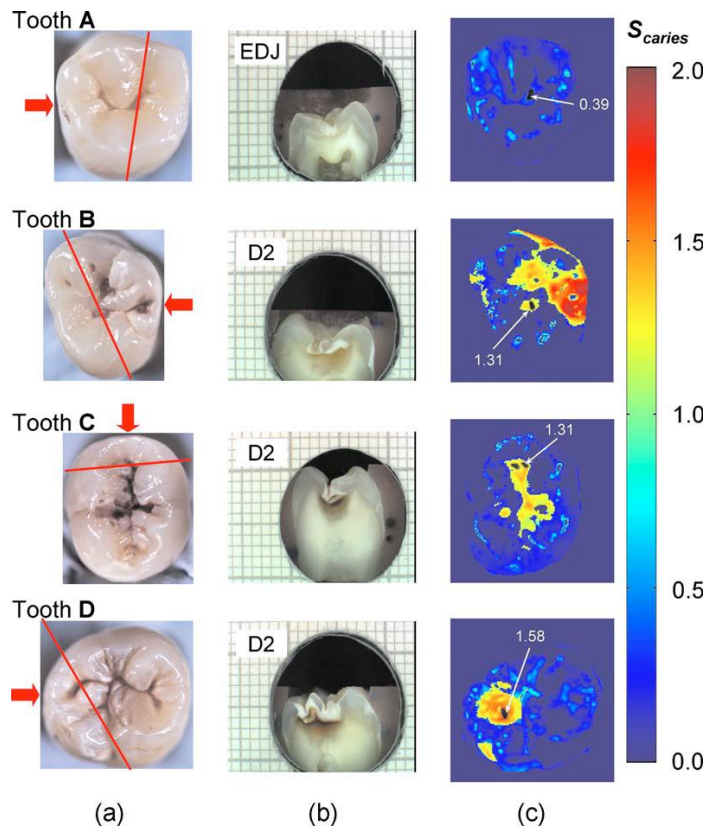 Tooth A
EDJ
0.39
S_caries
2.0
1.5
1.0
0.5
0.0
Tooth B
D2
1.31
Tooth C
D2
1.31
Tooth D
D2
1.58
(a) (b) (c)